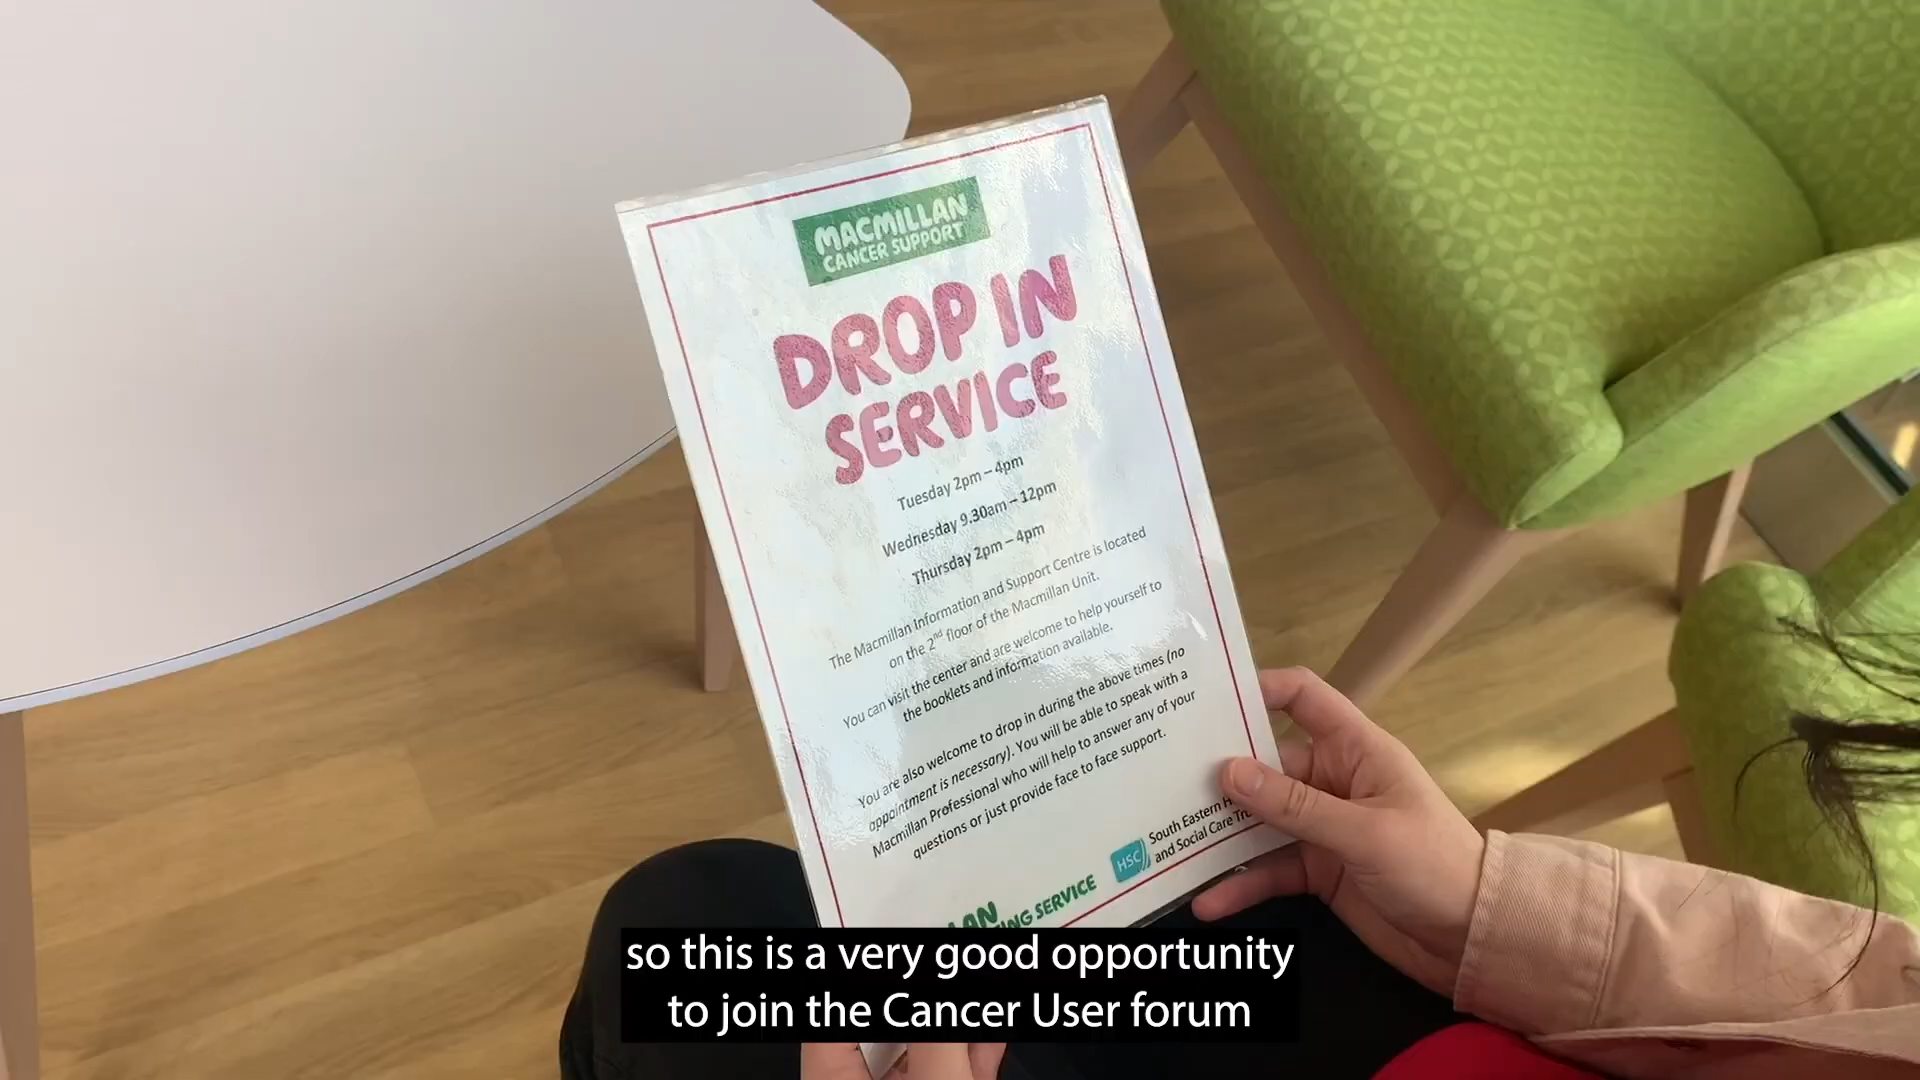 MACMILLAN
CANCER SUPPORT
DROP IN
SERVICE
Tuesday 2pm – 4pm
Wednesday 9.30am – 12pm
Thursday 2pm – 4pm
The Macmillan Information and Support Centre is located
on the 2nd floor of the Macmillan Unit.
You can visit the center and are welcome to help yourself to
the booklets and information available.
You are also welcome to drop in during the above times (no
appointment is necessary). You will be able to speak with a
Macmillan Professional who will help to answer any of your
questions or just provide face to face support.
HSC
South Eastern
and Social Care
SERVICE
so this is a very good opportunity
to join the Cancer User forum